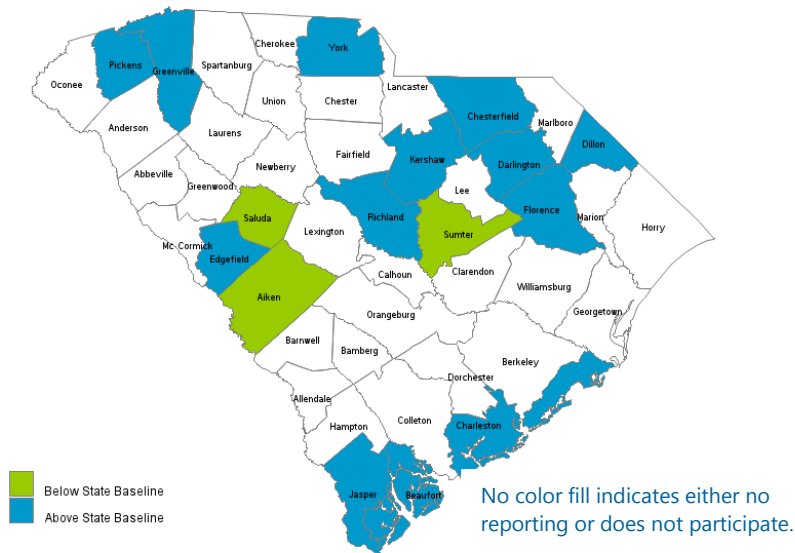 Cherokee
York
Pickens
Greenville
Spartanburg
Oconee
Lancaster
Union
Chester
Chesterfield
Marlboro
Anderson
Laurens
Dillon
Fairfield
Kershaw
Darlington
Newberry
Abbeville
Greenwood
Lee
Saluda
Florence
Richland
Marion
Lexington
Sumter
Horry
Mc Cormick
Edgefield
Calhoun
Clarendon
Williamsburg
Aiken
Orangeburg
Georgetown
Barnwell
Bamberg
Berkeley
Dorchester
Allendale
Colleton
Charleston
Hampton
Jasper
Beaufort
Below State Baseline
Above State Baseline
No color fill indicates either no
reporting or does not participate.